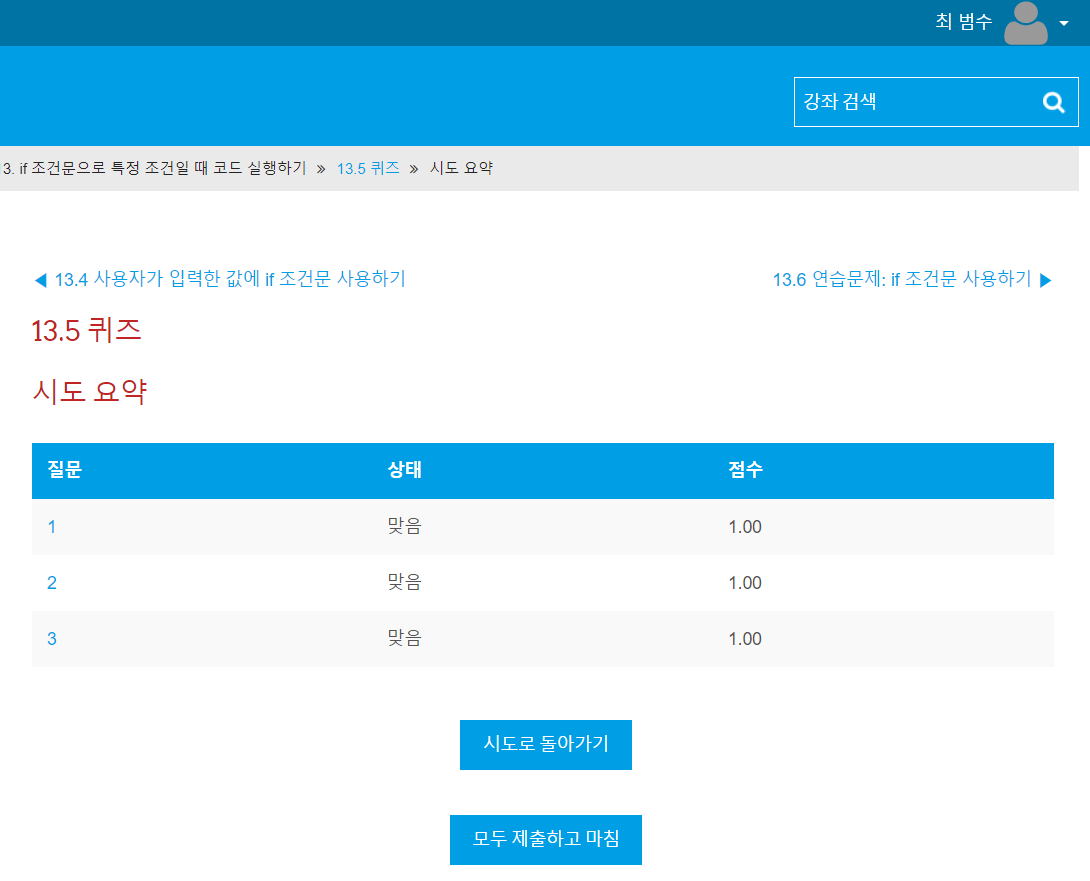 최 범수
강좌 검색
3. if 조건문으로 특정 조건일 때 코드 실행하기 » 13.5 퀴즈 » 시도 요약
◀ 13.4 사용자가 입력한 값에 if 조건문 사용하기
13.6 연습문제: if 조건문 사용하기 ▶
13.5 퀴즈
시도 요약
질문 상태 점수
1 맞음 1.00
2 맞음 1.00
3 맞음 1.00
시도로 돌아가기
모두 제출하고 마침